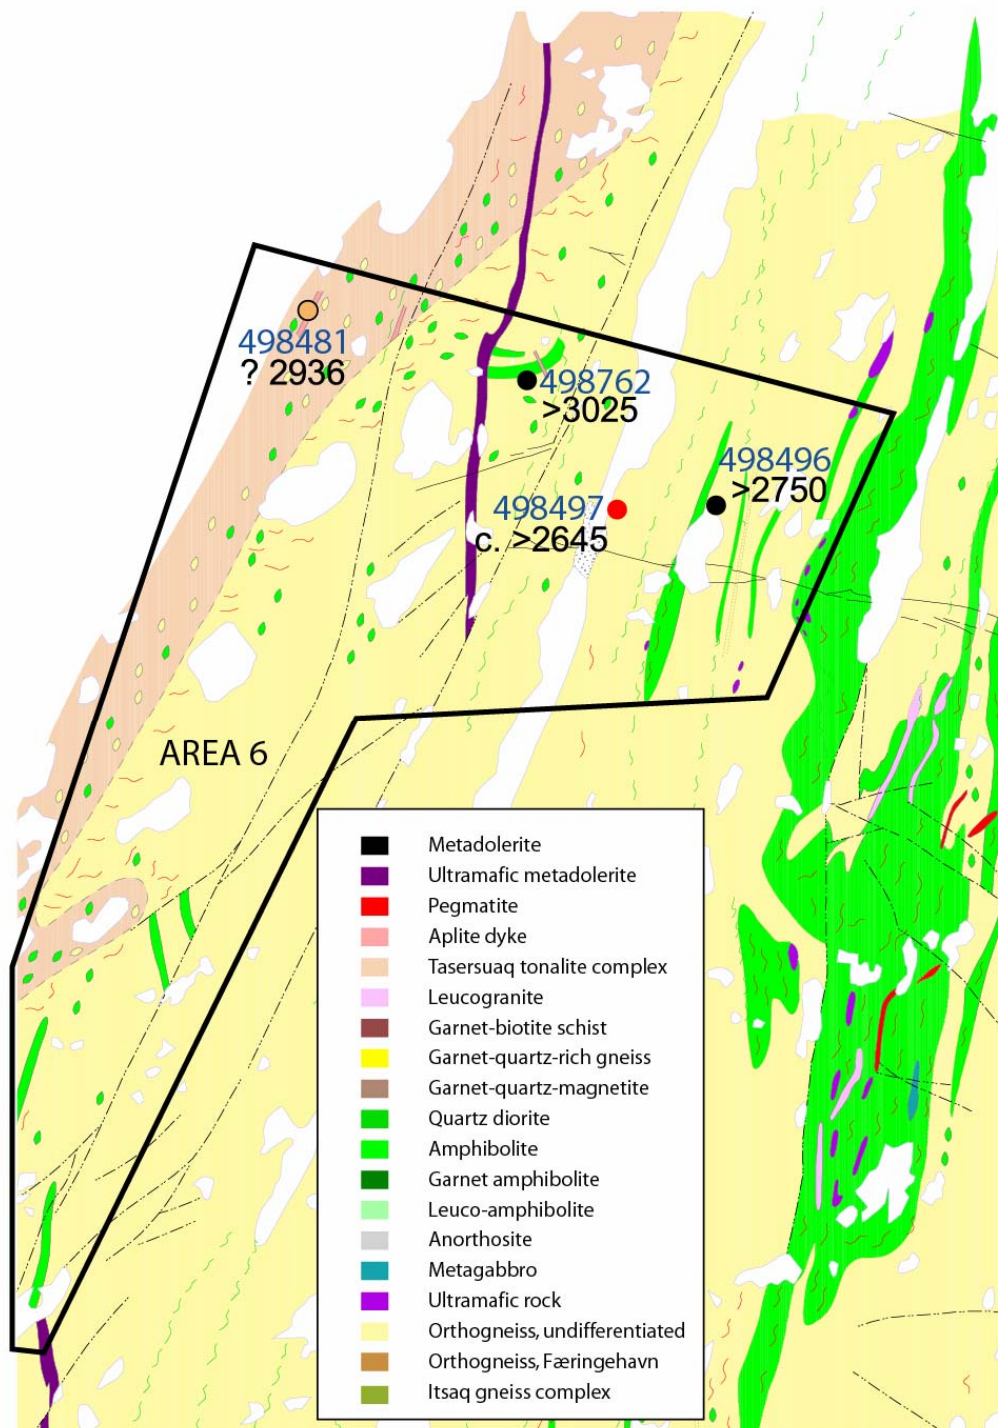 498481
? 2936
498762
>3025
498496
>2750
498497
c. >2645
AREA 6
Metadolerite
Ultramafic metadolerite
Pegmatite
Aplite dyke
Tasersuaq tonalite complex
Leucogranite
Garnet-biotite schist
Garnet-quartz-rich gneiss
Garnet-quartz-magnetite
Quartz diorite
Amphibolite
Garnet amphibolite
Leuco-amphibolite
Anorthosite
Metagabbro
Ultramafic rock
Orthogneiss, undifferentiated
Orthogneiss, Færingehavn
Itsaq gneiss complex